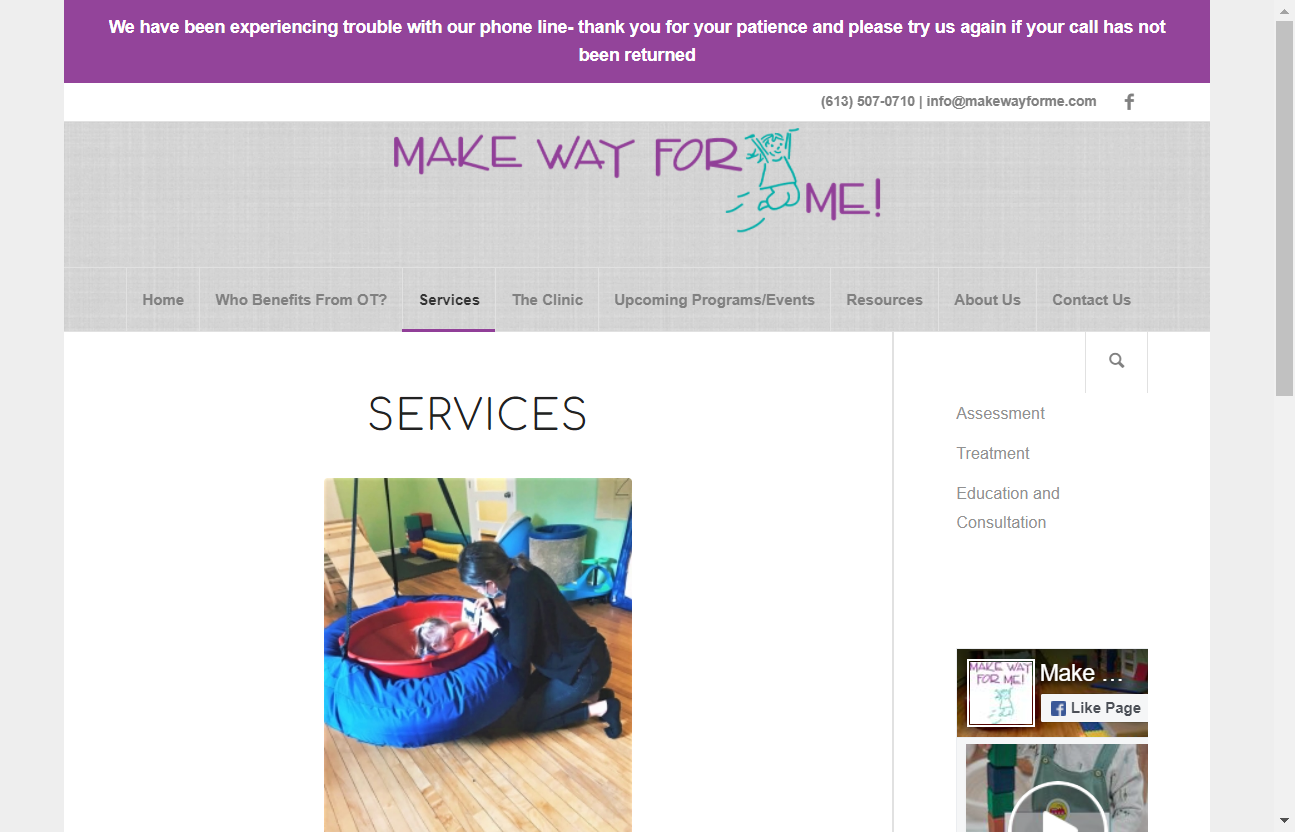 We have been experiencing trouble with our phone line- thank you for your patience and please try us again if your call has not
been returned
(613) 507-0710 | info@makewayforme.com
MAKE WAY FOR
ME!
Home
Who Benefits From OT?
Services
The Clinic
Upcoming Programs/Events
Resources
About Us
Contact Us
SERVICES
Assessment
Treatment
Education and
Consultation
MAKE WAY
FOR ME!
Make ...
Like Page